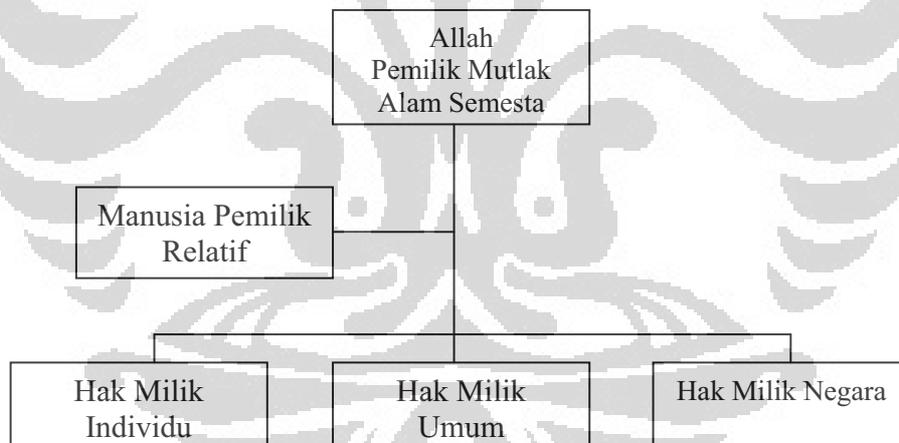 Allah
Pemilik Mutlak
Alam Semesta
Manusia Pemilik
Relatif
Hak Milik
Individu
Hak Milik
Umum
Hak Milik Negara